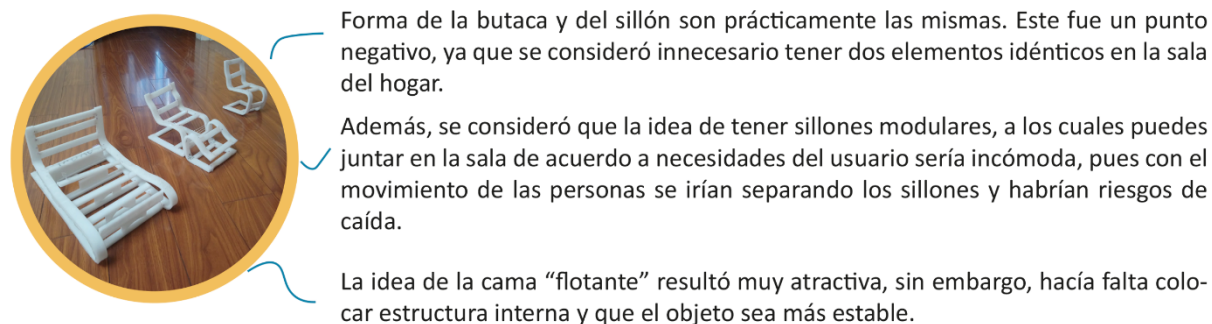 Forma de la butaca y del sillón son prácticamente las mismas. Este fue un punto
negativo, ya que se consideró innecesario tener dos elementos idénticos en la sala
del hogar.
Además, se consideró que la idea de tener sillones modulares, a los cuales puedes
juntar en la sala de acuerdo a necesidades del usuario sería incómoda, pues con el
movimiento de las personas se irían separando los sillones y habrían riesgos de
caída.
La idea de la cama “flotante” resultó muy atractiva, sin embargo, hacía falta colo-
car estructura interna y que el objeto sea más estable.